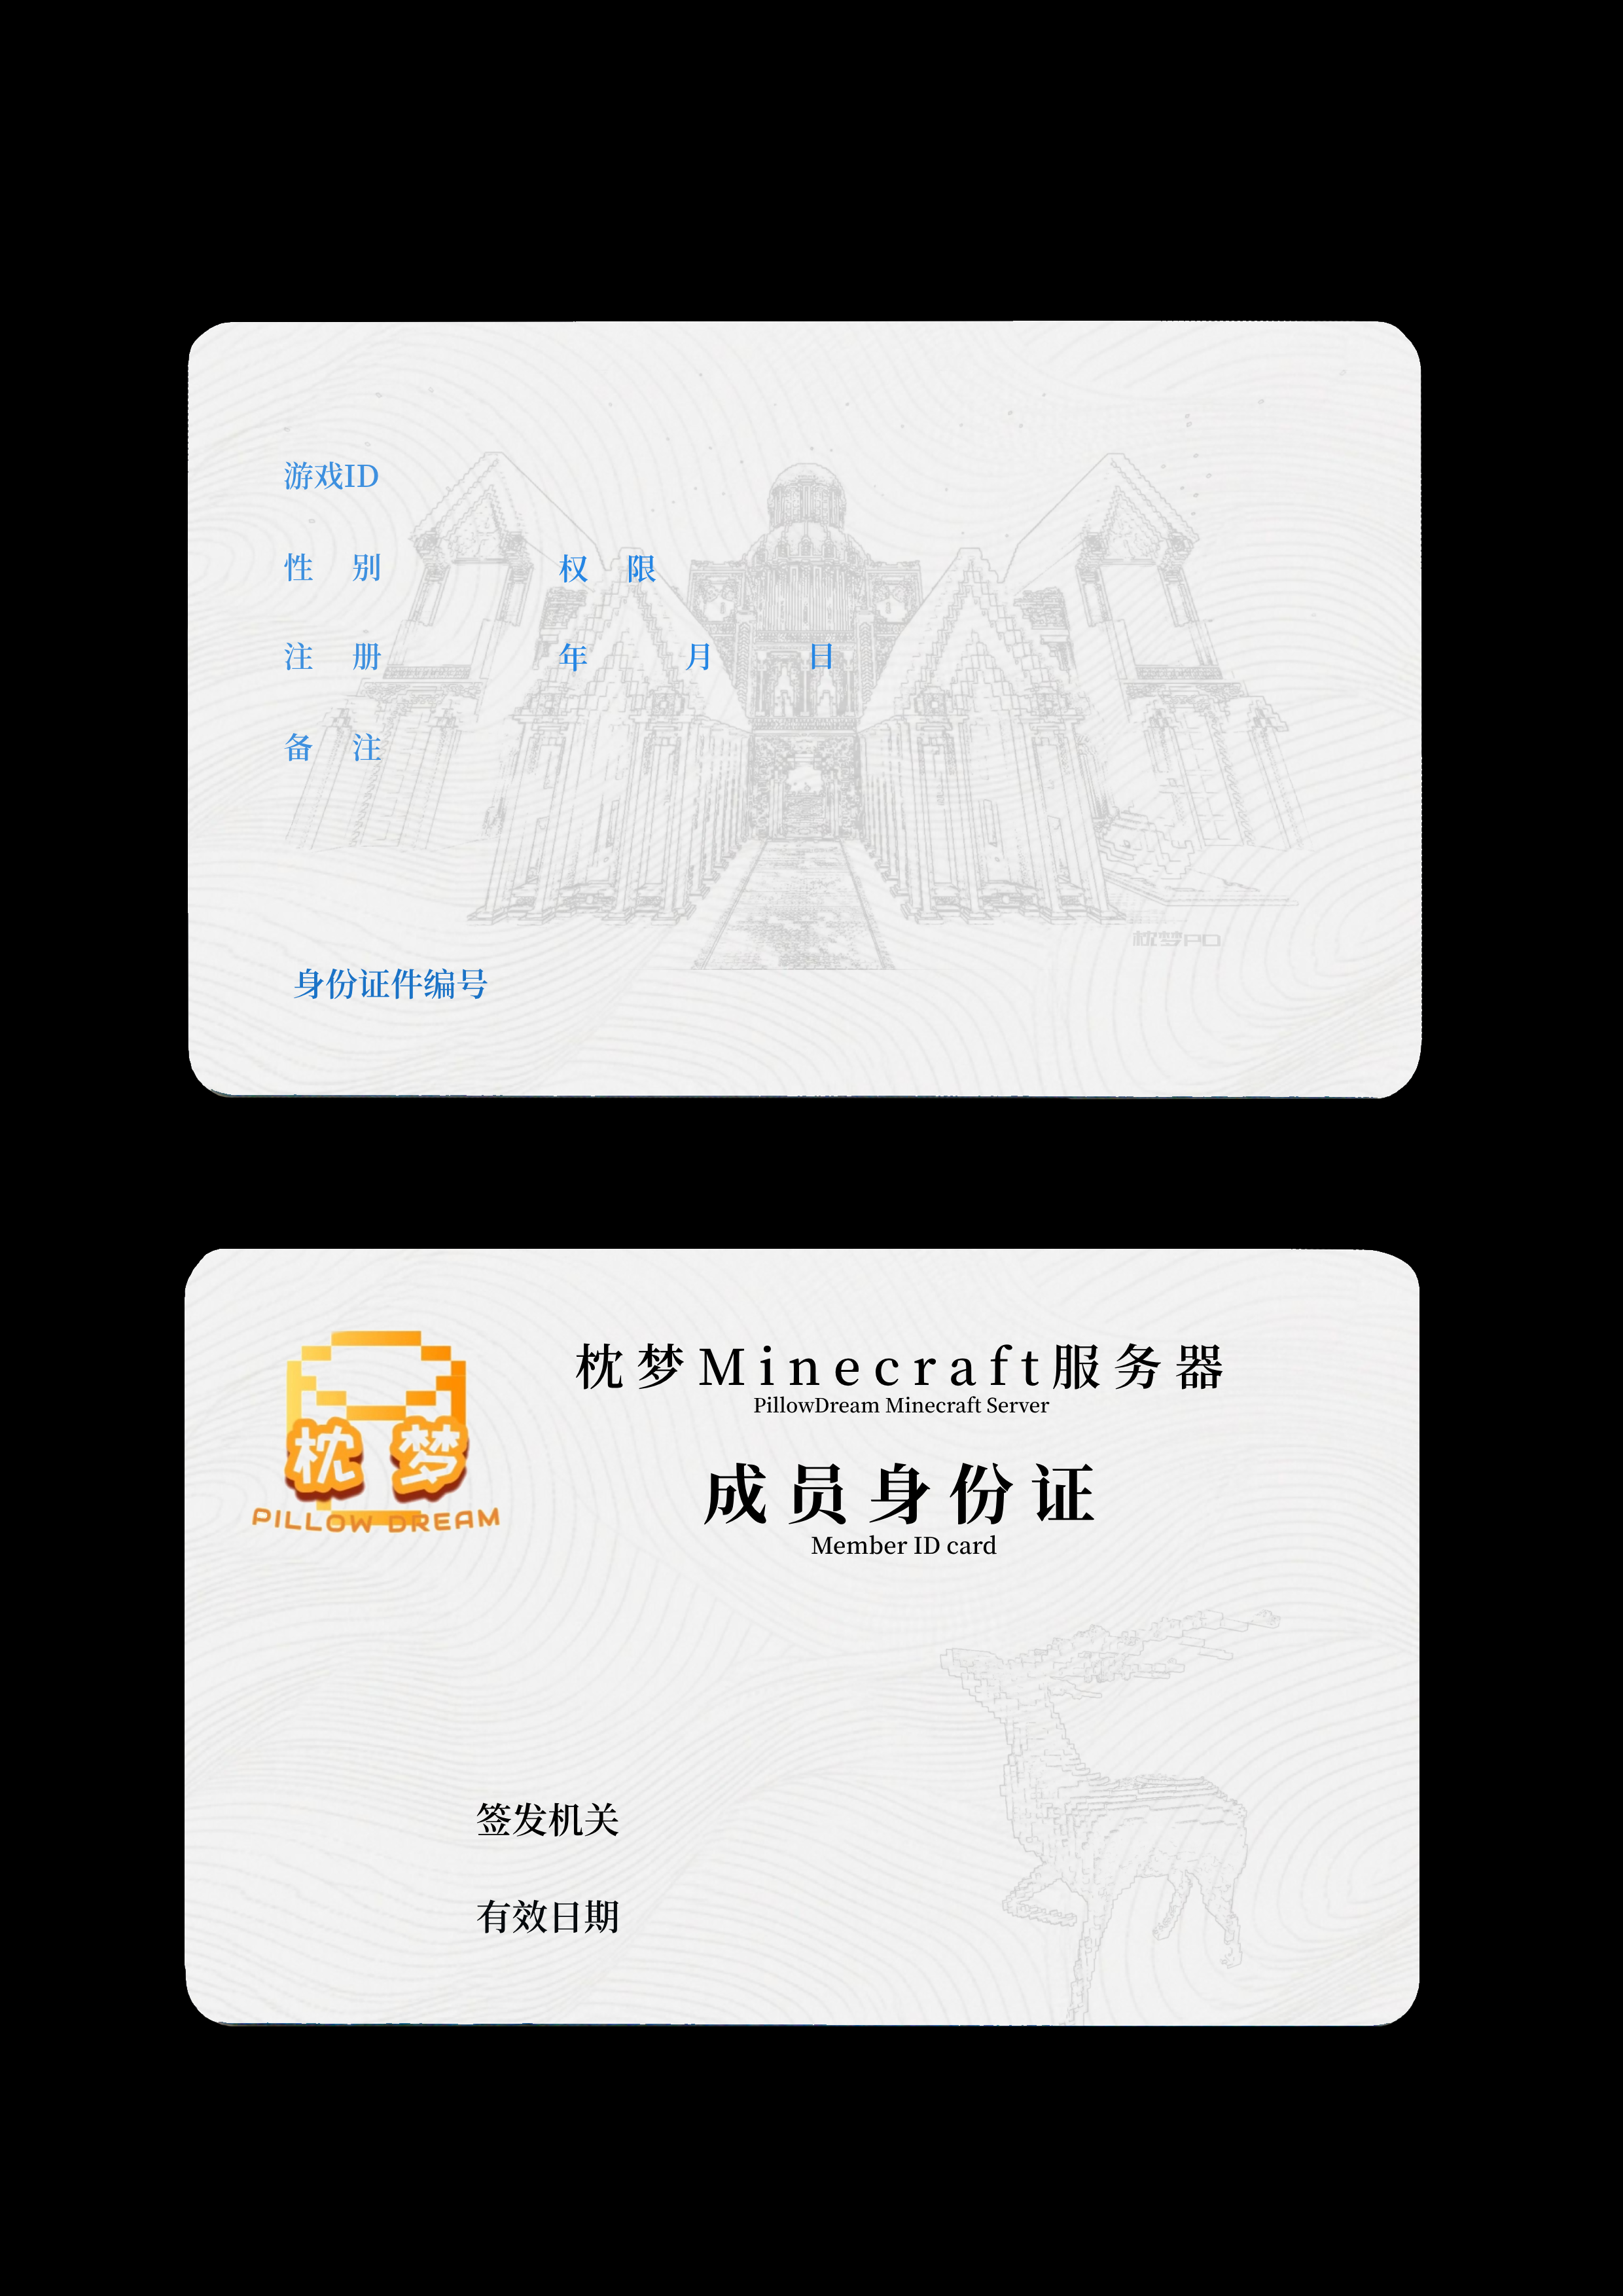 游戏ID
性 别 权 限
注 册 年 月 日
备 注
枕梦PD
身份证件编号
枕梦Minecraft服务器
PillowDream Minecraft Server
枕 梦
PILLOW DREAM
成员身份证
Member ID card
签发机关
有效日期